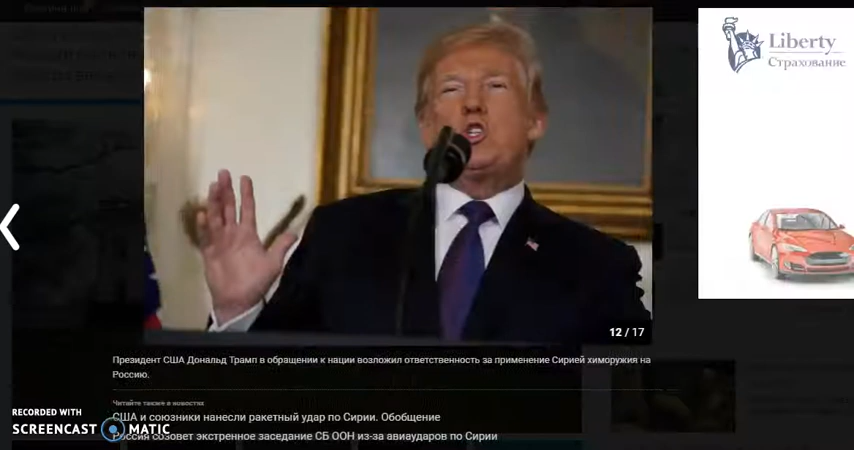 Liberty
Страхование
12 / 17
Президент США Дональд Трамп в обращении к нации возложил ответственность за применение Сирией химоружия на
Россию.
Читайте также в новостях
США и союзники нанесли ракетный удар по Сирии. Обобщение
Россия созовет экстренное заседание СБ ООН из-за авиаударов по Сирии
RECORDED WITH
SCREENCAST MATIC